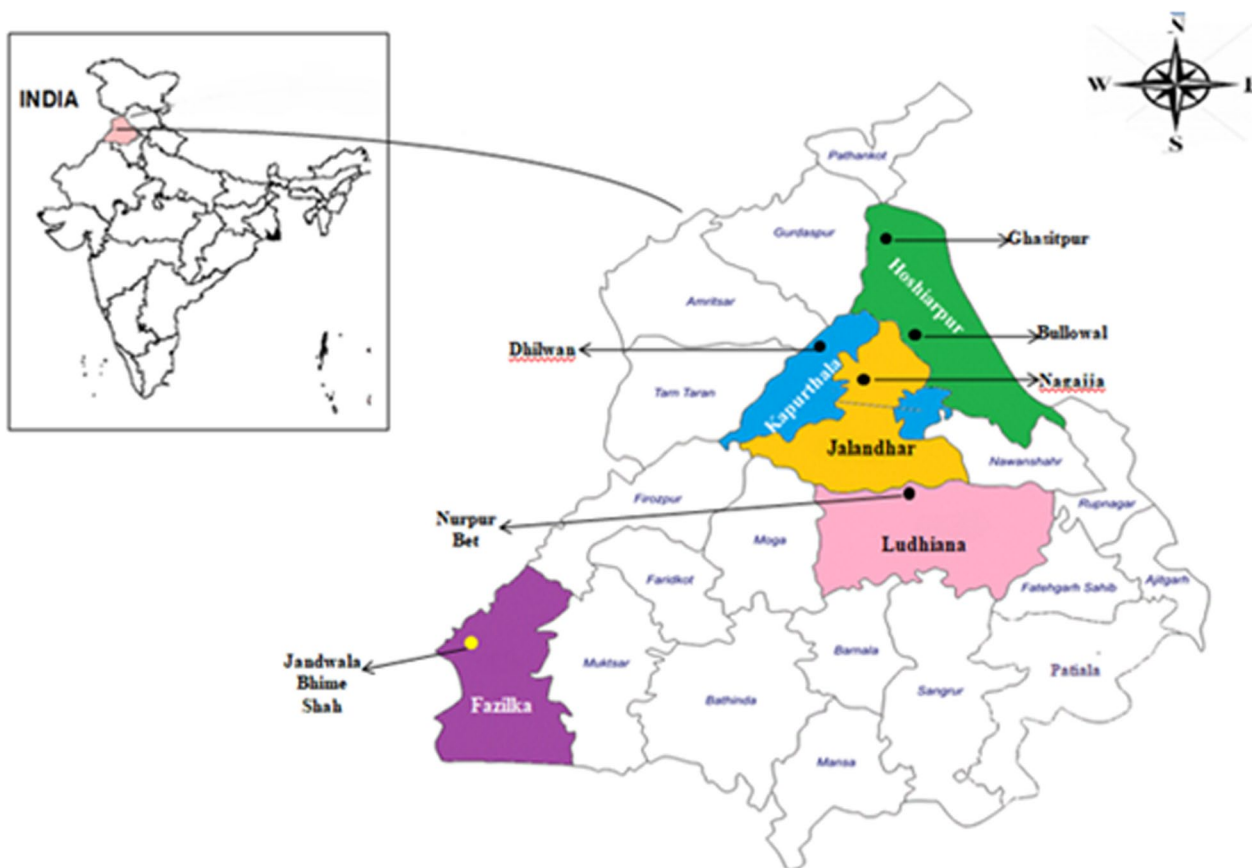 N
W
E
S
INDIA
Pathankot
Gurdaspur
Ghasitpur
Hoshiarpur
Amritsar
Bullowal
Dhilwan
Kapurthala
Nagajja
Tarn Taran
Jalandhar
Nawanshahr
Firozpur
Rupnagar
Nurpur
Bet
Moga
Ludhiana
Faridkot
Fatehgarh Sahib
Ajitgarh
Jandwala
Bhime
Shah
Muktsar
Barnala
Patiala
Fazilka
Bathinda
Sangrur
Mansa